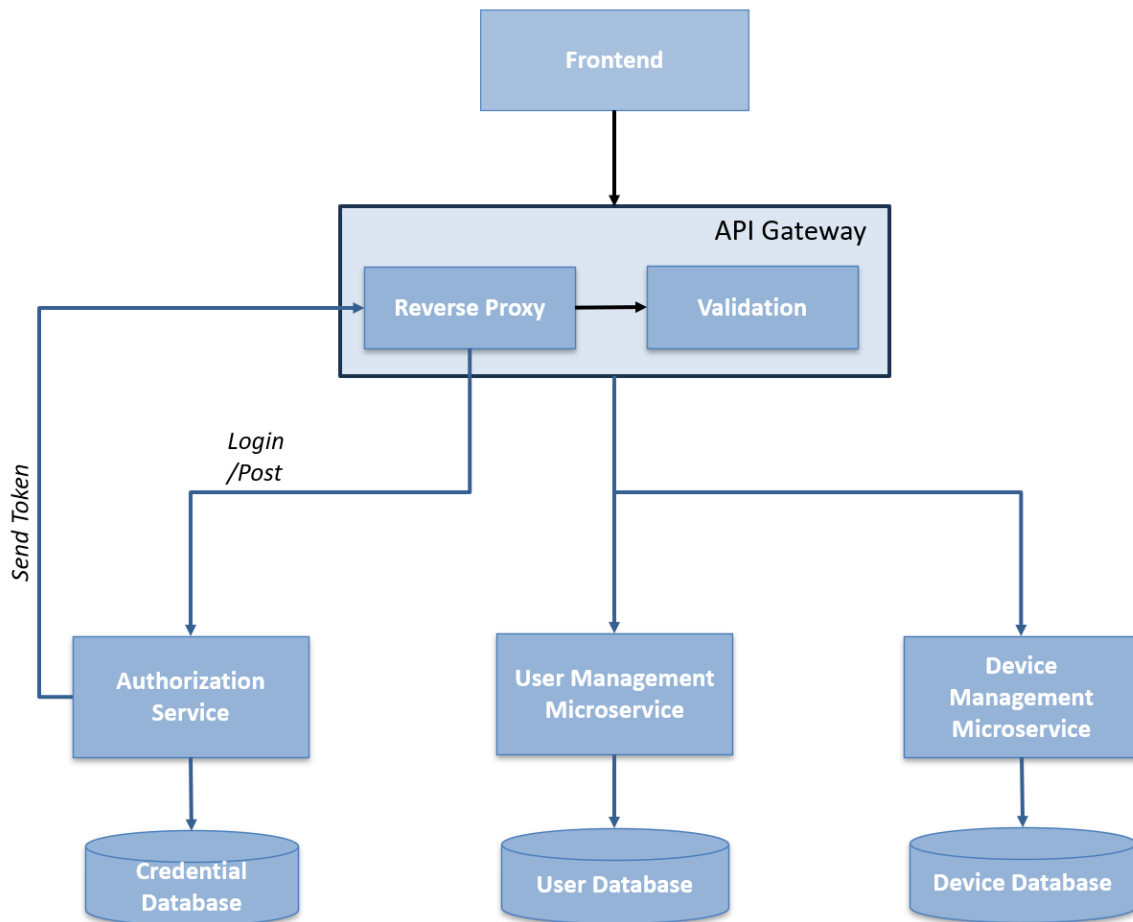 Frontend
API Gateway
Reverse Proxy
Validation
Login
/Post
Send Token
Authorization
Service
User Management
Microservice
Device
Management
Microservice
Credential
Database
User Database
Device Database